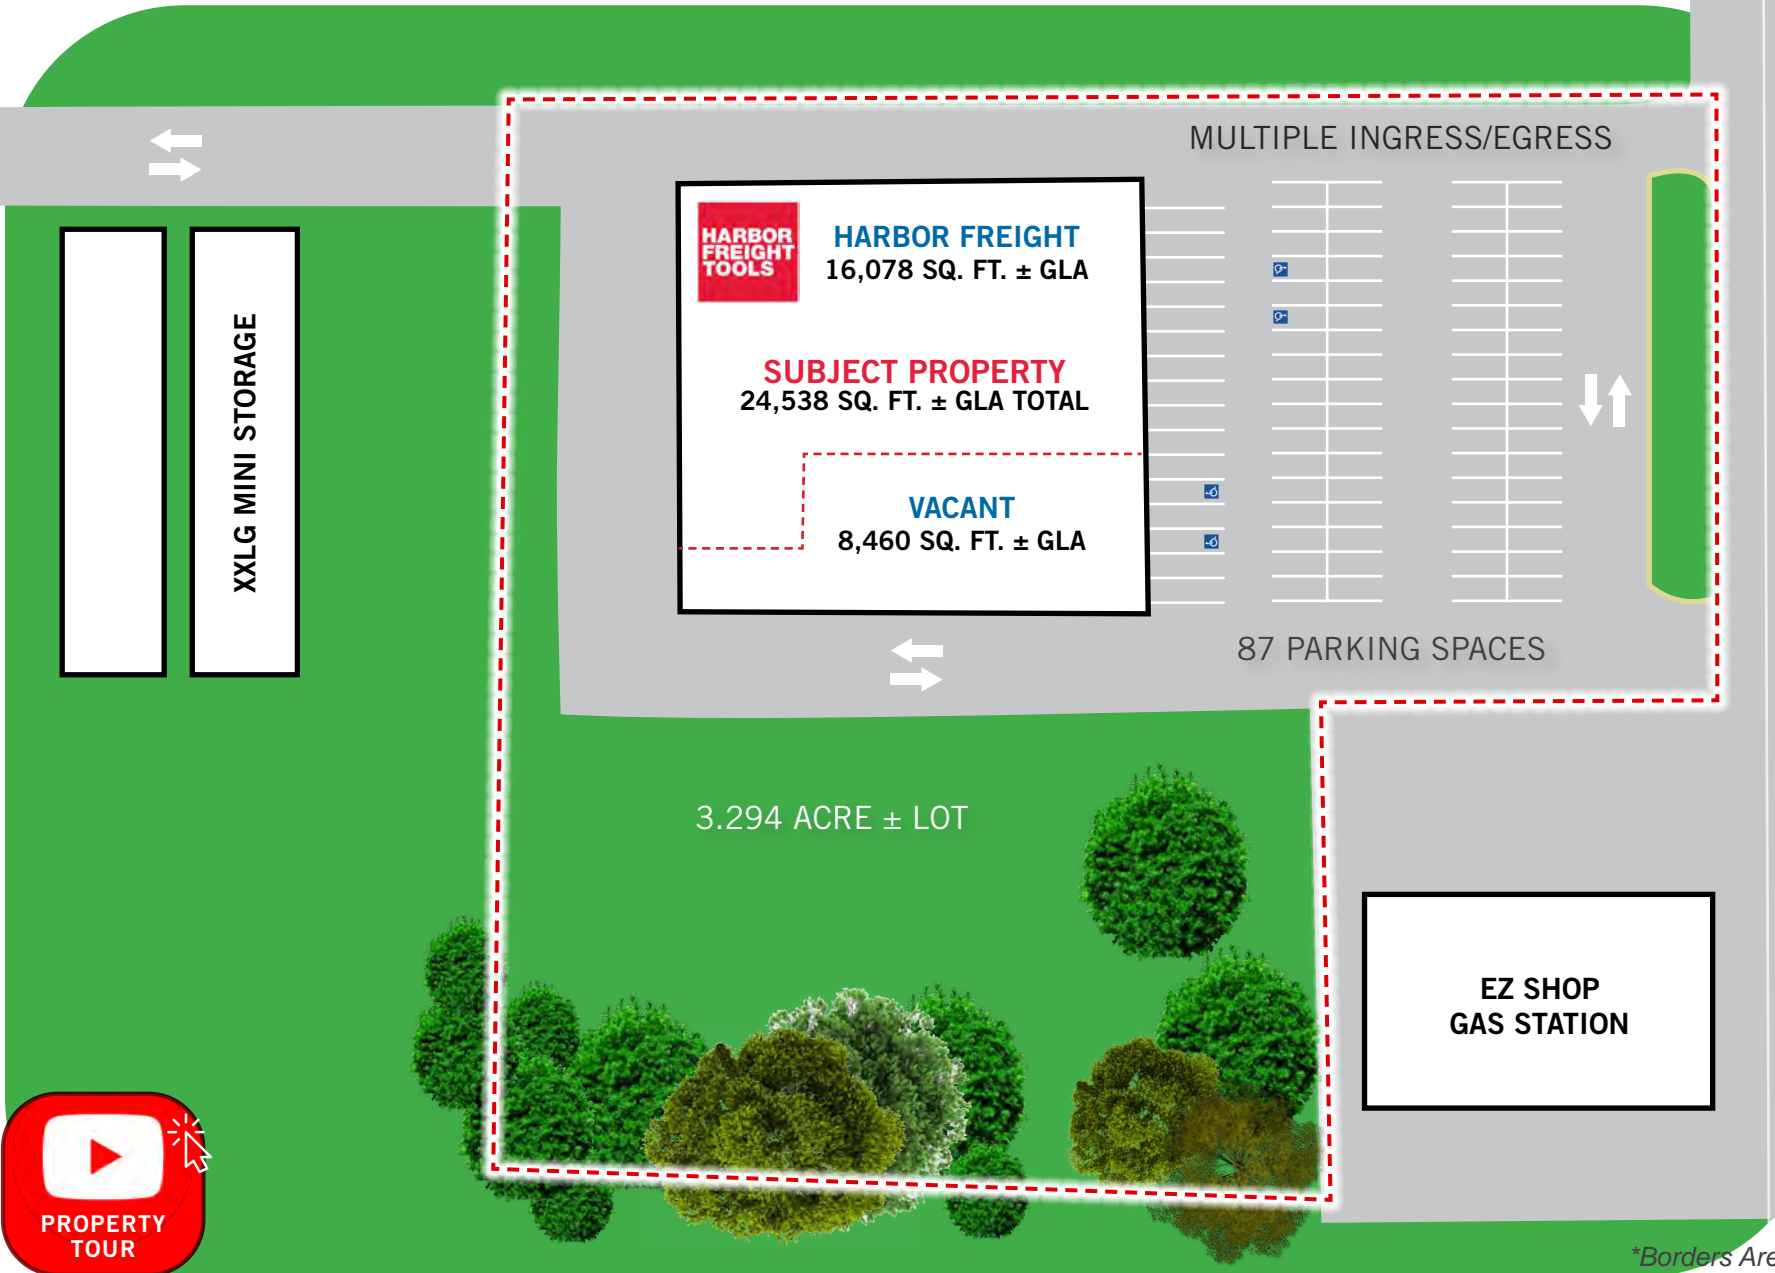 MULTIPLE INGRESS/EGRESS
HARBOR
FREIGHT
TOOLS
HARBOR FREIGHT
16,078 SQ. FT. ± GLA
SUBJECT PROPERTY
24,538 SQ. FT. ± GLA TOTAL
VACANT
8,460 SQ. FT. ± GLA
XXLG MINI STORAGE
87 PARKING SPACES
3.294 ACRE ± LOT
EZ SHOP
GAS STATION
PROPERTY
TOUR
*Borders Are